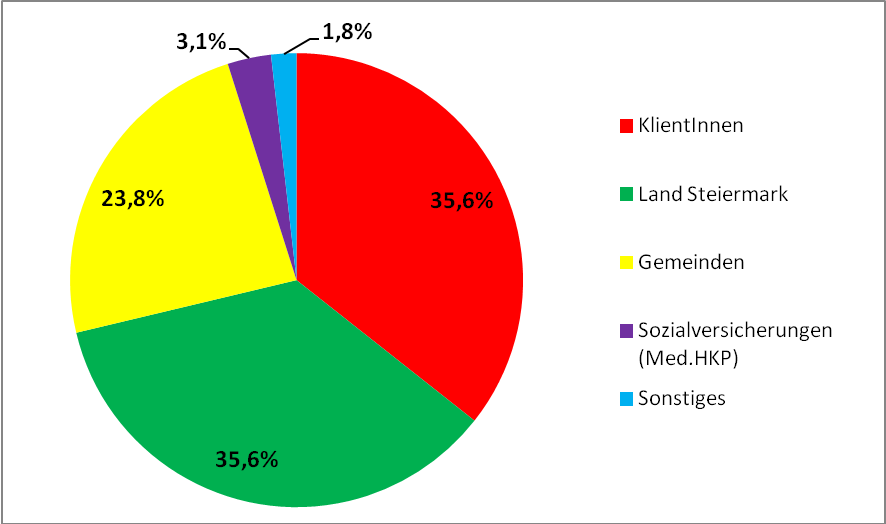 3,1%
1,8%
23,8%
35,6%
35,6%
KlientInnen
Land Steiermark
Gemeinden
Sozialversicherungen
(Med.HKP)
Sonstiges